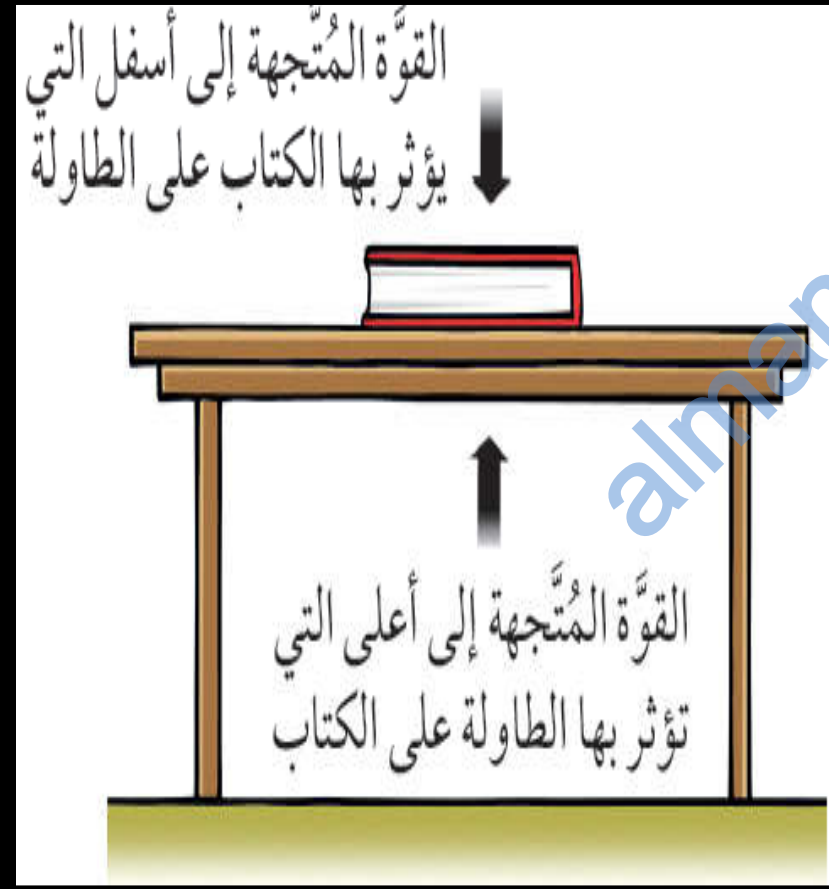 القوَّة المُتَّجهة إلى أسفل التي
يؤثر بها الكتاب على الطاولة
القوَّة المُتَّجهة إلى أعلى التي
تؤثر بها الطاولة على الكتاب